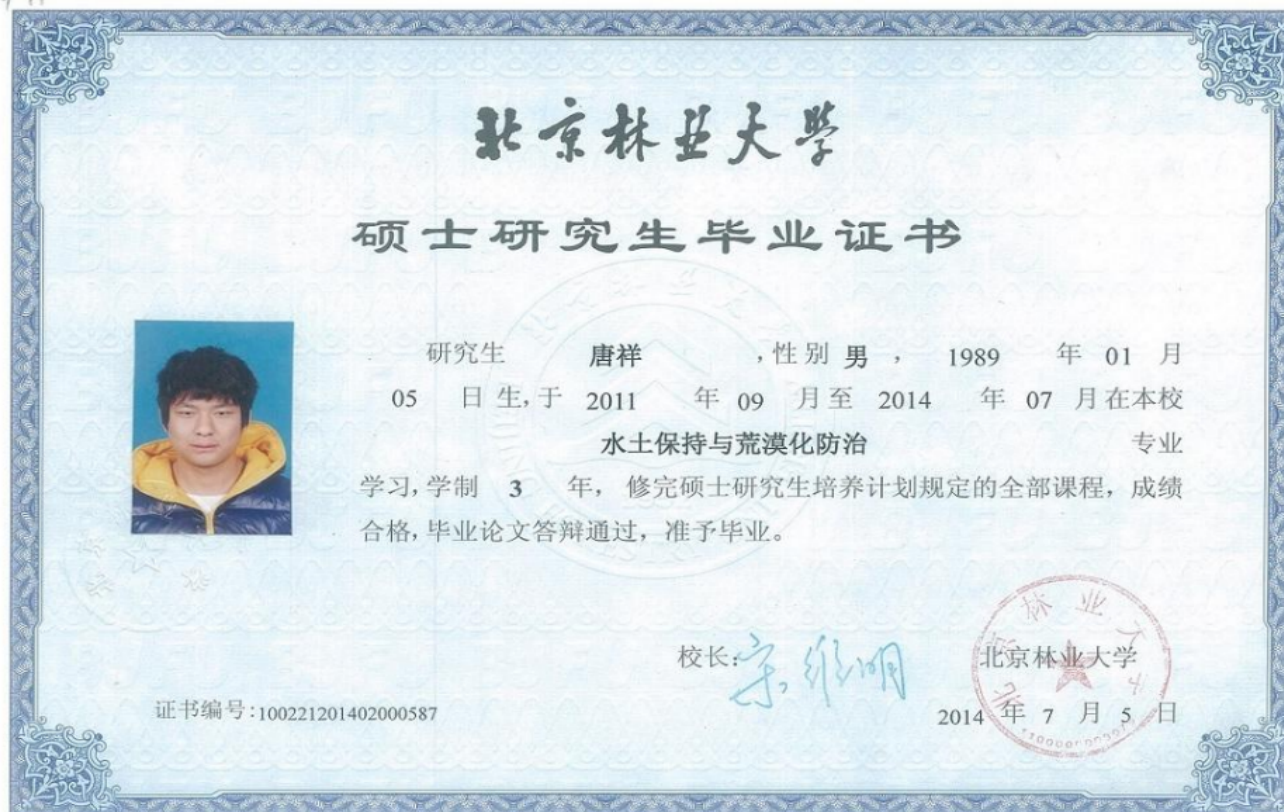 北京林业大学
硕士研究生毕业证书
研究生 唐祥 ,性别 男 , 1989 年 01 月
05 日生,于 2011 年 09 月至 2014 年 07 月在本校
水土保持与荒漠化防治 专业
学习,学制 3 年, 修完硕士研究生培养计划规定的全部课程, 成绩
合格, 毕业论文答辩通过, 准予毕业。
校长: 宋维明
北京林业大学
证书编号:100221201402000587
2014 年 7 月 5 日